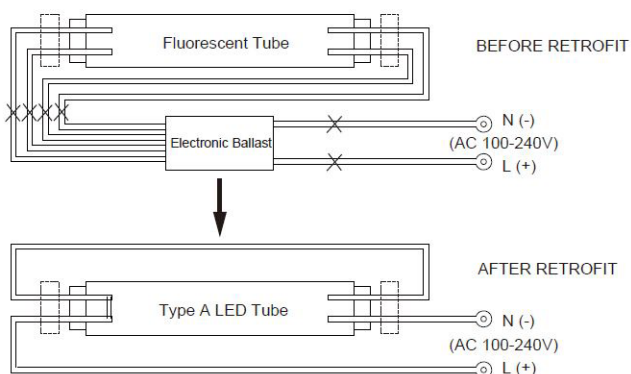 Fluorescent Tube
BEFORE RETROFIT
Electronic Ballast
N (-)
(AC 100-240V)
L (+)
AFTER RETROFIT
Type A LED Tube
N (-)
(AC 100-240V)
L (+)